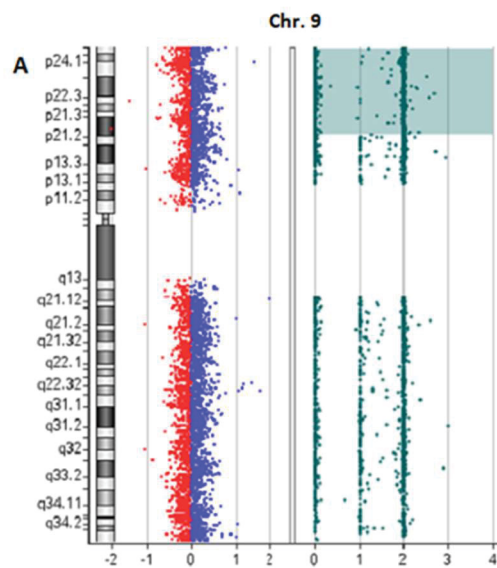 Chr. 9
A
p24.1
p22.3
p21.3
p21.2
p13.3
p13.1
p11.2
q13
q21.12
q21.2
q21.32
q22.1
q22.32
q31.1
q31.2
q32
q33.2
q34.11
q34.2
-2 -1 0 1 2 0 1 2 3 4